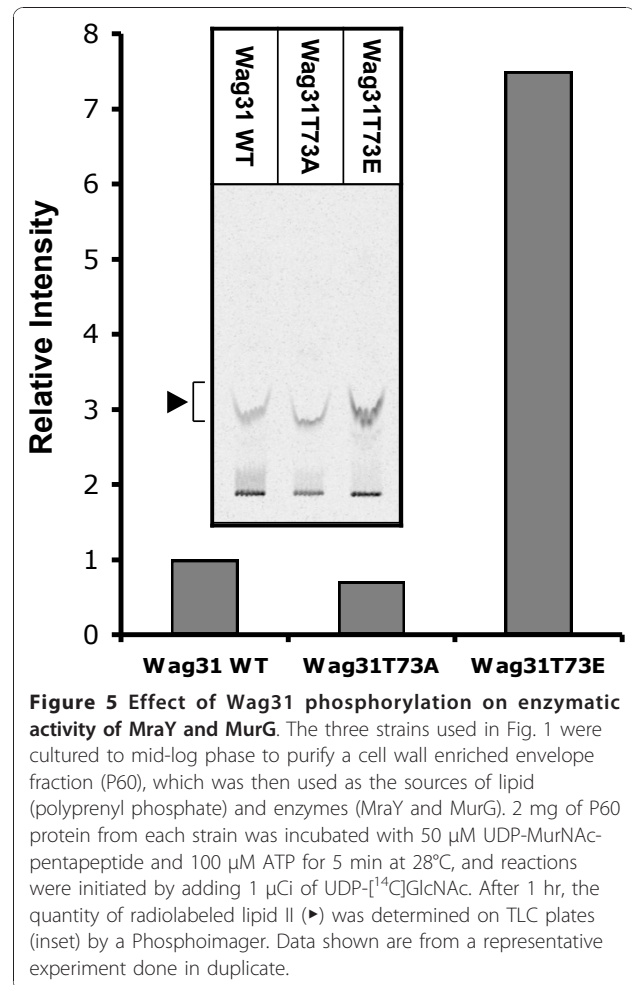 8
7
6
5
4
3
2
1
0
Relative Intensity
Wag31 WT
Wag31T73A
Wag31T73E
►
Wag31 WT Wag31T73A Wag31T73E
Figure 5 Effect of Wag31 phosphorylation on enzymatic
activity of MraY and MurG. The three strains used in Fig. 1 were
cultured to mid-log phase to purify a cell wall enriched envelope
fraction (P60), which was then used as the sources of lipid
(polyprenyl phosphate) and enzymes (MraY and MurG). 2 mg of P60
protein from each strain was incubated with 50 μM UDP-MurNAc-
pentapeptide and 100 μM ATP for 5 min at 28°C, and reactions
were initiated by adding 1 μCi of UDP-[¹⁴C]GlcNAc. After 1 hr, the
quantity of radiolabeled lipid II (►) was determined on TLC plates
(inset) by a Phosphoimager. Data shown are from a representative
experiment done in duplicate.